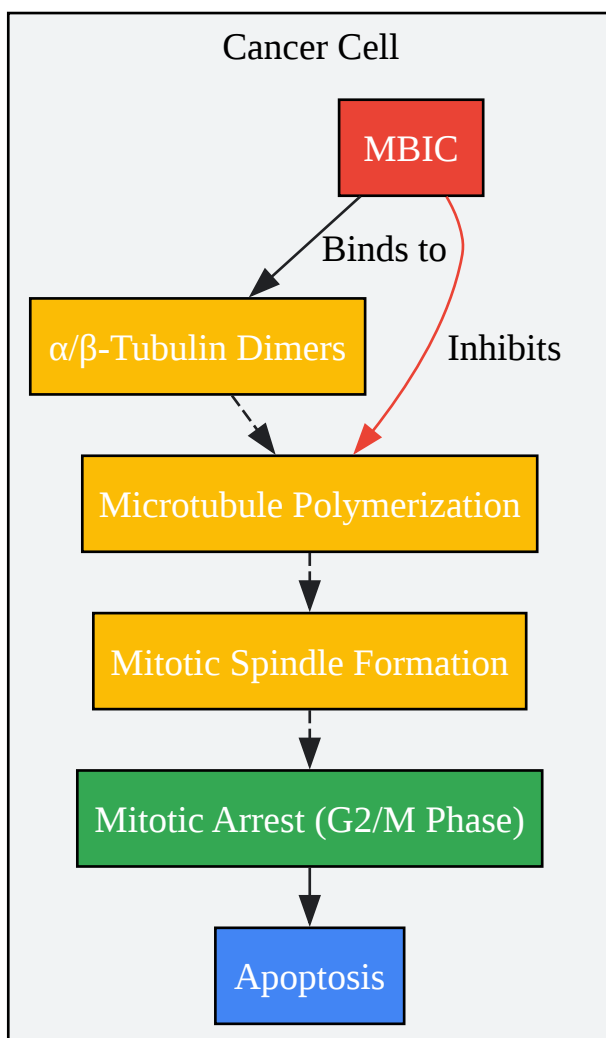 Cancer Cell
MBIC
Binds to
α/β-Tubulin Dimers
Inhibits
Microtubule Polymerization
Mitotic Spindle Formation
Mitotic Arrest (G2/M Phase)
Apoptosis